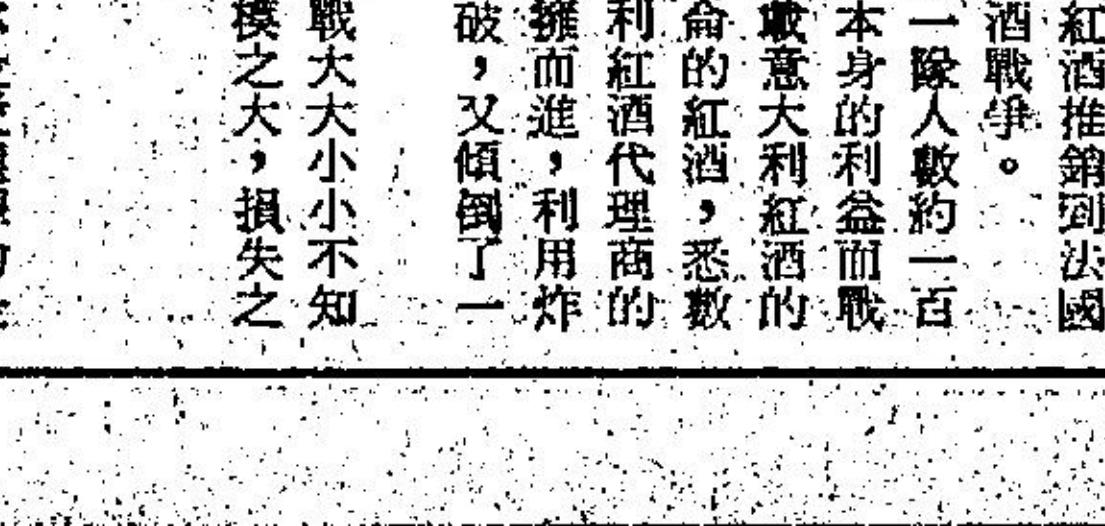 紅酒推銷到法國
酒戰爭。
一隊人數約一百
本身的利益而戰
載意大利紅酒的
侖的紅酒，悉數
利紅酒代理商的
擁而進，利用炸
破，又傾倒了一
戰大大小小不知
模之大，損失之